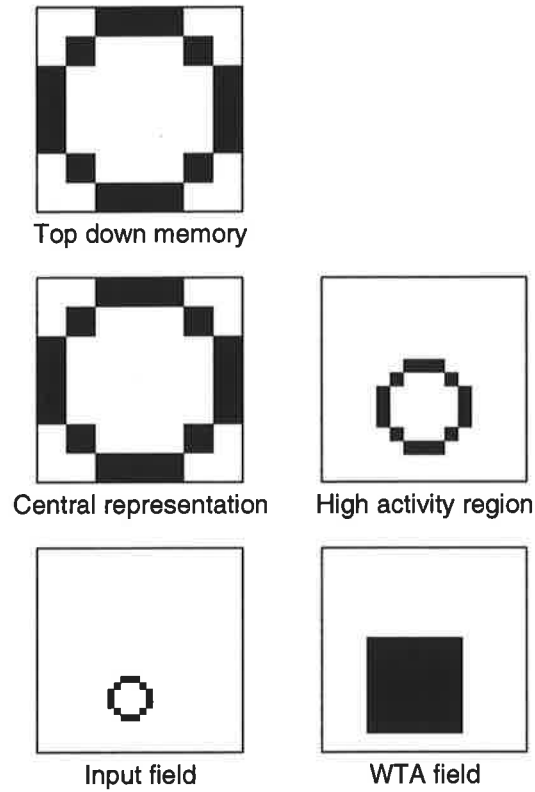 Top down memory
Central representation
High activity region
Input field
WTA field